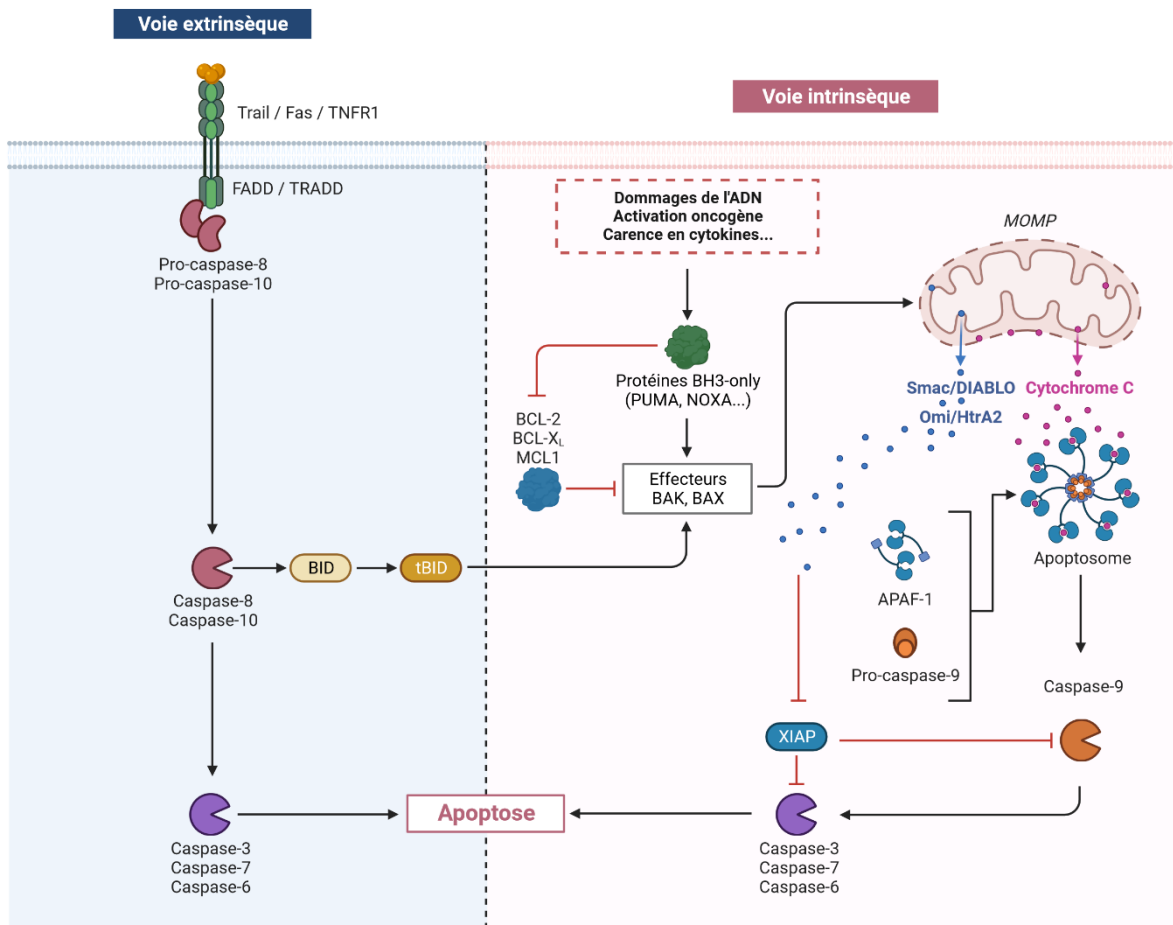 Voie extrinsèque
Trail / Fas / TNFR1
FADD / TRADD
Pro-caspase-8
Pro-caspase-10
Caspase-8
Caspase-10
BID
tBID
Caspase-3
Caspase-7
Caspase-6
Apoptose
Voie intrinsèque
Dommages de l'ADN
Activation oncogène
Carence en cytokines...
Protéines BH3-only
(PUMA, NOXA...)
BCL-2
BCL-XL
MCL1
Effecteurs
BAK, BAX
MOMP
Smac/DIABLO
Omi/HtrA2
Cytochrome C
APAF-1
Pro-caspase-9
Apoptosome
Caspase-9
XIAP
Caspase-3
Caspase-7
Caspase-6